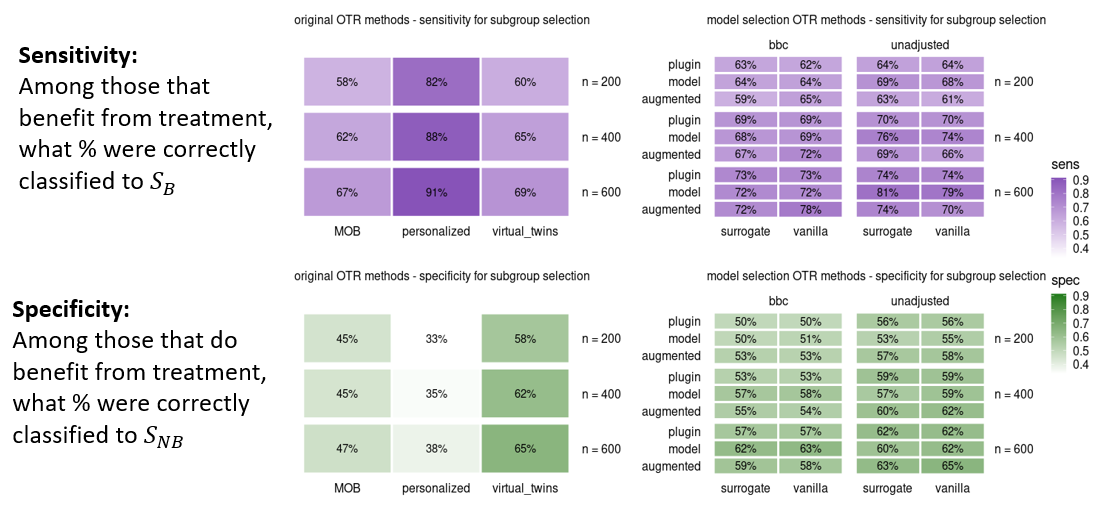 original OTR methods - sensitivity for subgroup selection
model selection OTR methods - sensitivity for subgroup selection
Sensitivity:
Among those that
benefit from treatment,
what % were correctly
classified to S_B
58% 82% 60% n = 200
62% 88% 65% n = 400
67% 91% 69% n = 600
MOB personalized virtual_twins
bbc unadjusted
plugin 63% 62% 64% 64%
model 64% 64% 69% 68% n = 200
augmented 59% 65% 63% 61%
plugin 69% 69% 70% 70%
model 68% 69% 76% 74% n = 400
augmented 67% 72% 69% 66%
plugin 73% 73% 74% 74%
model 72% 72% 81% 79% n = 600
augmented 72% 78% 74% 70%
surrogate vanilla surrogate vanilla
sens
0.9
0.8
0.7
0.6
0.5
0.4
original OTR methods - specificity for subgroup selection
model selection OTR methods - specificity for subgroup selection
Specificity:
Among those that do
benefit from treatment,
what % were correctly
classified to S_NB
45% 33% 58% n = 200
45% 35% 62% n = 400
47% 38% 65% n = 600
MOB personalized virtual_twins
bbc unadjusted
plugin 50% 50% 56% 56%
model 50% 51% 53% 55% n = 200
augmented 53% 53% 57% 58%
plugin 53% 53% 59% 59%
model 57% 58% 57% 59% n = 400
augmented 55% 54% 60% 62%
plugin 57% 57% 62% 62%
model 62% 63% 60% 62% n = 600
augmented 59% 58% 63% 65%
surrogate vanilla surrogate vanilla
spec
0.9
0.8
0.7
0.6
0.5
0.4